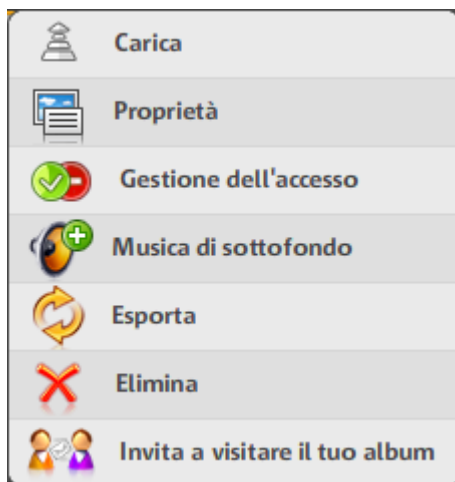 Carica
Proprietà
Gestione dell'accesso
Musica di sottofondo
Esporta
Elimina
Invita a visitare il tuo album